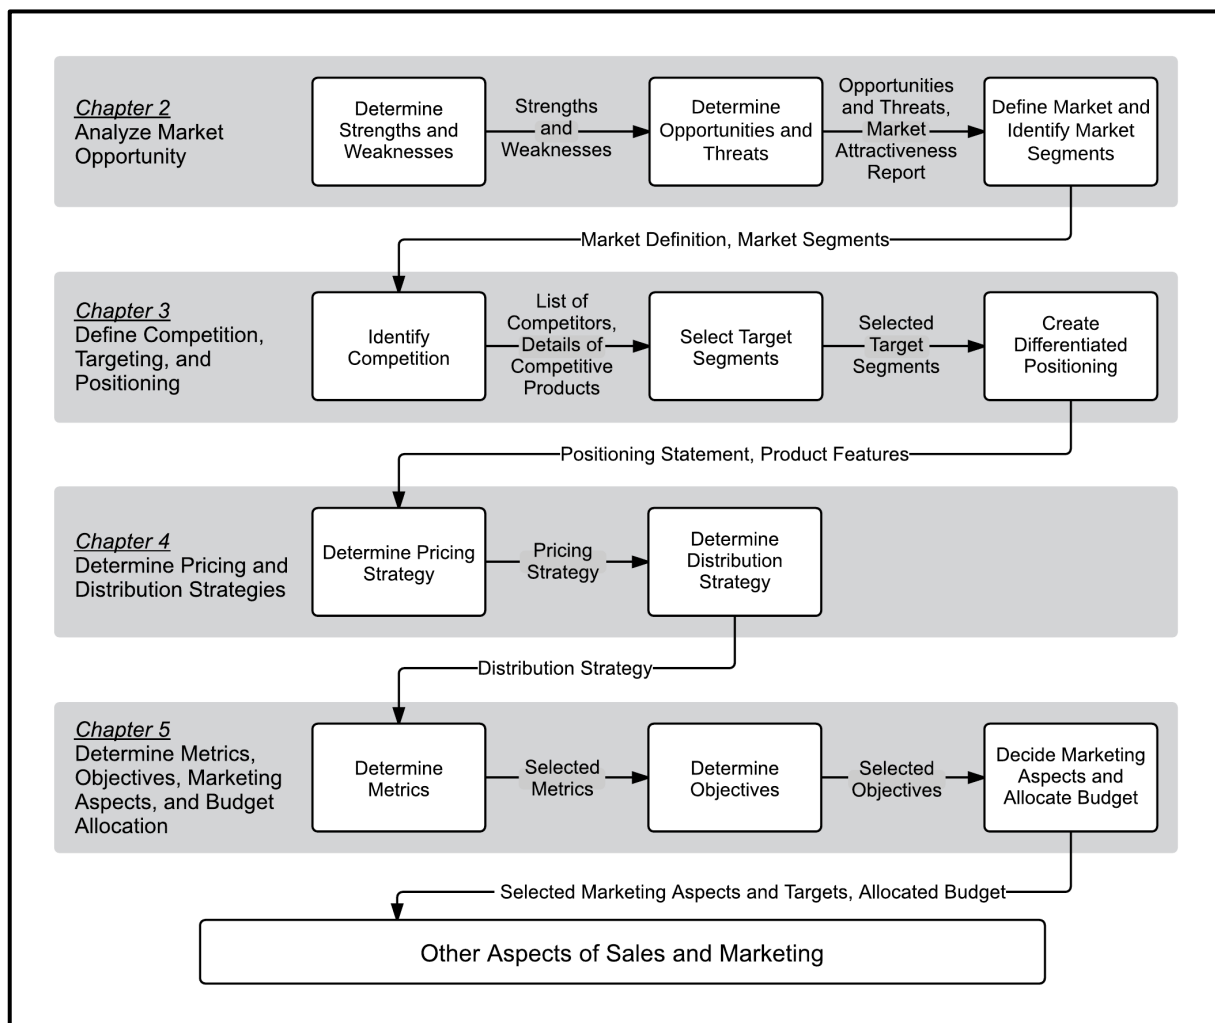 Chapter 2
Analyze Market
Opportunity
Determine
Strengths and
Weaknesses
Strengths
and
Weaknesses
Determine
Opportunities and
Threats
Opportunities
and Threats,
Market
Attractiveness
Report
Define Market and
Identify Market
Segments
Market Definition, Market Segments
Chapter 3
Define Competition,
Targeting, and
Positioning
Identify
Competition
List of
Competitors,
Details of
Competitive
Products
Select Target
Segments
Selected
Target
Segments
Create
Differentiated
Positioning
Positioning Statement, Product Features
Chapter 4
Determine Pricing and
Distribution Strategies
Determine Pricing
Strategy
Pricing
Strategy
Determine
Distribution
Strategy
Distribution Strategy
Chapter 5
Determine Metrics,
Objectives, Marketing
Aspects, and Budget
Allocation
Determine
Metrics
Selected
Metrics
Determine
Objectives
Selected
Objectives
Decide Marketing
Aspects and
Allocate Budget
Selected Marketing Aspects and Targets, Allocated Budget
Other Aspects of Sales and Marketing